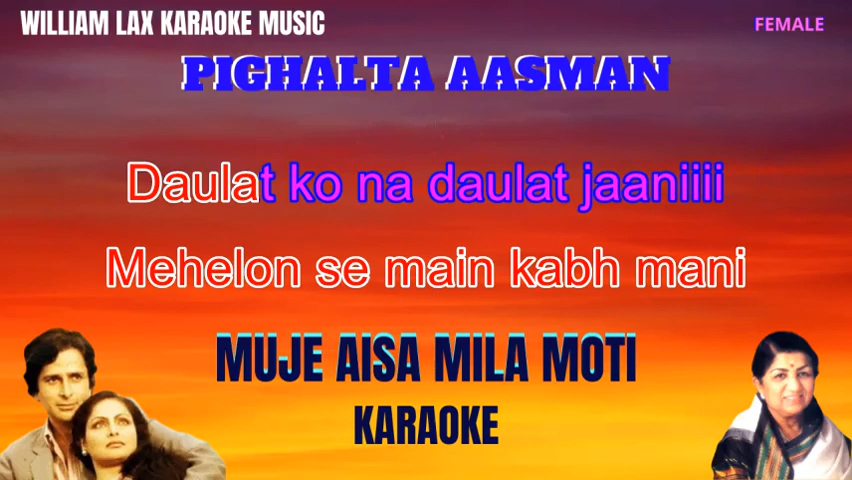 WILLIAM LAX KARAOKE MUSIC
FEMALE
PIGHALTA AASMAN
Daulat ko na daulat jaaniiii
Mehelon se main kabh mani
MUJE AISA MILA MOTI
KARAOKE